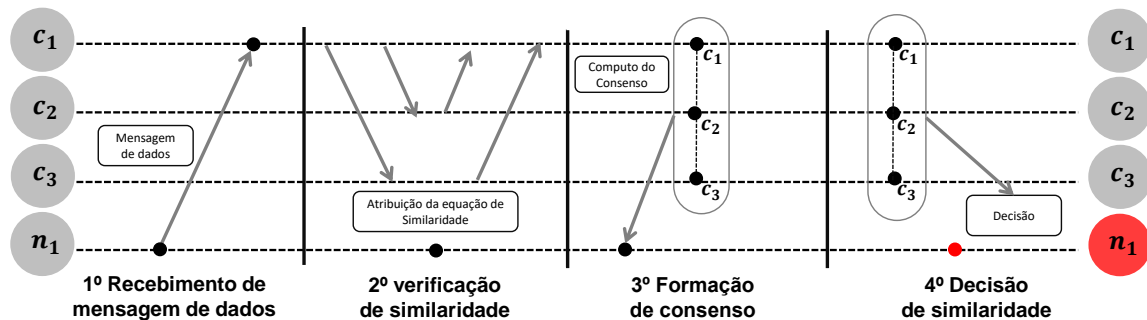 c₁
c₂
c₃
n₁
Mensagem
de dados
1º Recebimento de
mensagem de dados
Atribuição da equação de
Similaridade
2º verificação
de similaridade
Computo do
Consenso
c₁
c₂
c₃
3º Formação
de consenso
c₁
c₂
c₃
Decisão
4º Decisão
de similaridade
c₁
c₂
c₃
n₁